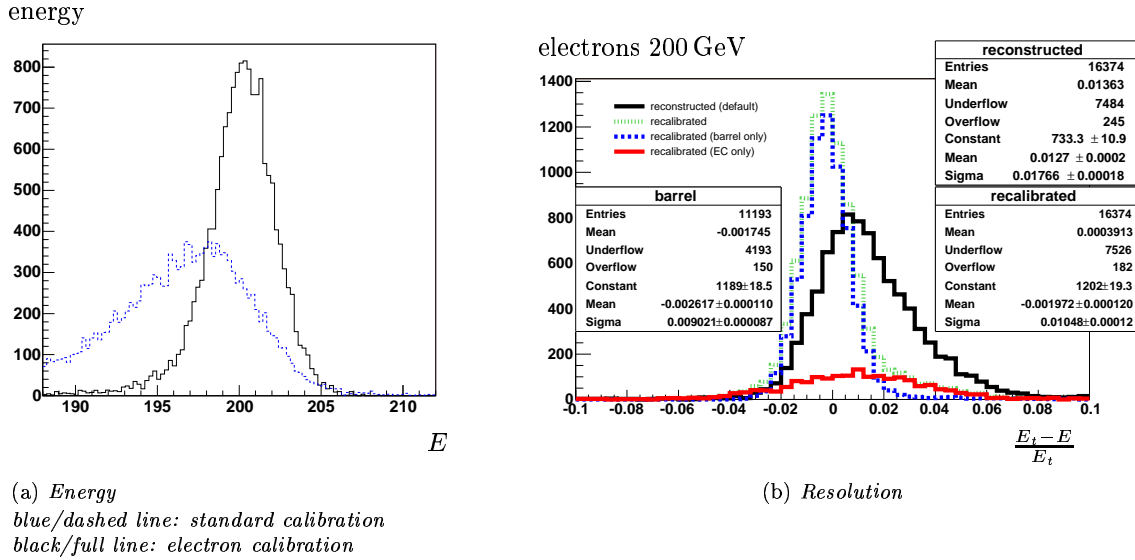 energy
800
700
600
500
400
300
200
100
0
190 195 200 205 210
E
(a) Energy
blue/dashed line: standard calibration
black/full line: electron calibration
electrons 200 GeV
1400
1200
1000
800
600
400
200
0
-0.1 -0.08 -0.06 -0.04 -0.02 0 0.02 0.04 0.06 0.08 0.1
reconstructed (default)
recalibrated
recalibrated (barrel only)
recalibrated (EC only)
reconstructed
Entries 16374
Mean 0.01363
Underflow 7484
Overflow 245
Constant 733.3 ±10.9
Mean 0.0127 ±0.0002
Sigma 0.01766 ±0.00018
barrel
Entries 11193
Mean -0.001745
Underflow 4193
Overflow 150
Constant 1189±18.5
Mean -0.002617±0.000110
Sigma 0.009021±0.000087
recalibrated
Entries 16374
Mean 0.0003913
Underflow 7526
Overflow 182
Constant 1202±19.3
Mean -0.001972±0.000120
Sigma 0.01048±0.00012
E_t − E
E_t
(b) Resolution